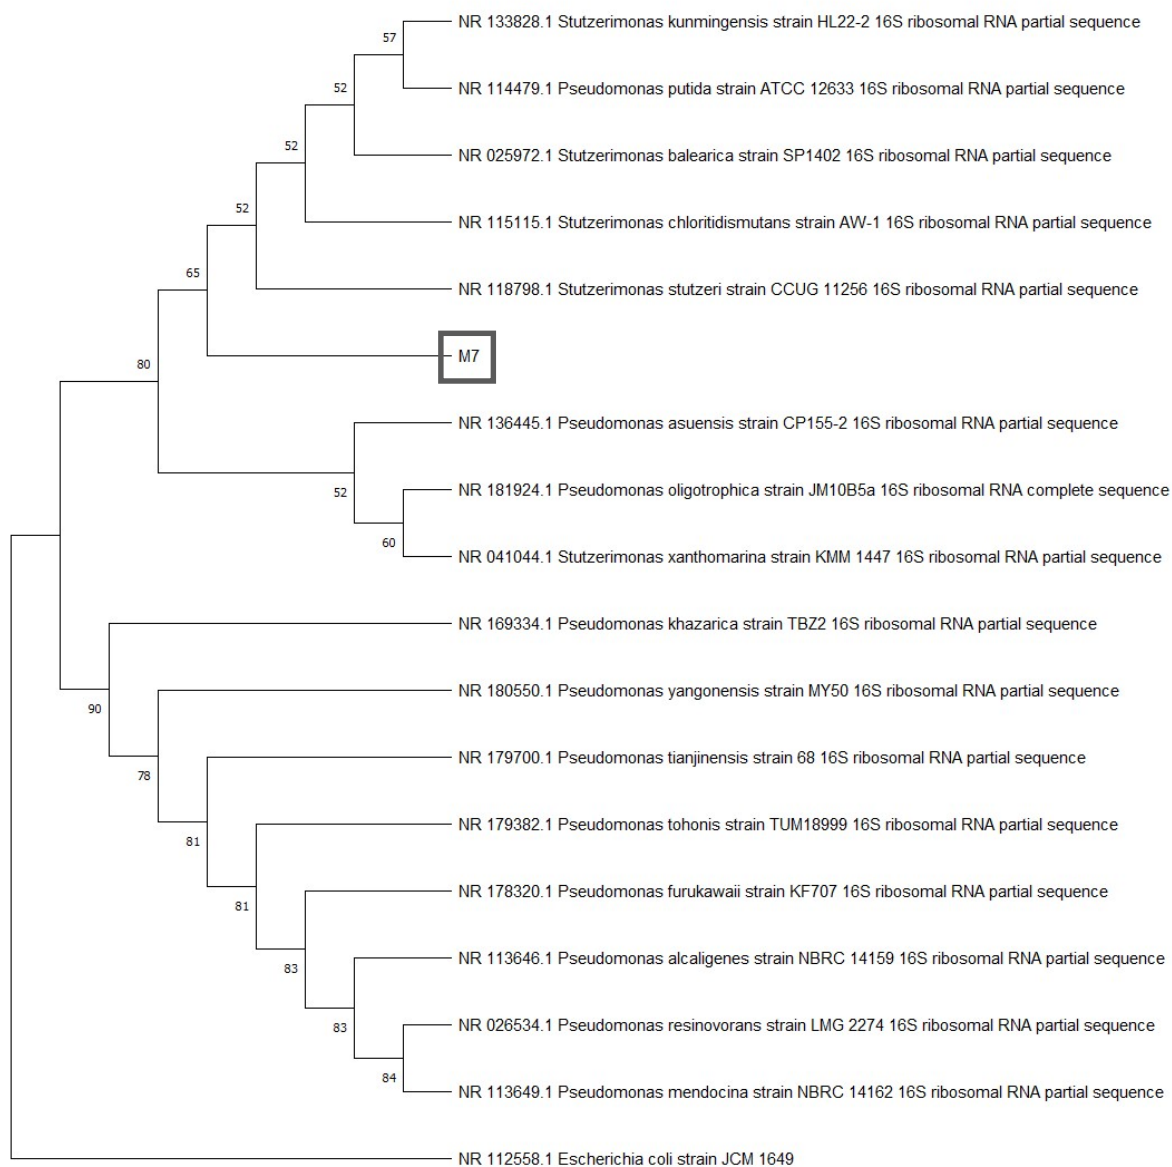 NR 133828.1 Stutzerimonas kunmingensis strain HL22-2 16S ribosomal RNA partial sequence
57
NR 114479.1 Pseudomonas putida strain ATCC 12633 16S ribosomal RNA partial sequence
52
NR 025972.1 Stutzerimonas balearica strain SP1402 16S ribosomal RNA partial sequence
52
NR 115115.1 Stutzerimonas chloritidismutans strain AW-1 16S ribosomal RNA partial sequence
52
65
NR 118798.1 Stutzerimonas stutzeri strain CCUG 11256 16S ribosomal RNA partial sequence
M7
80
NR 136445.1 Pseudomonas asuensis strain CP155-2 16S ribosomal RNA partial sequence
52
NR 181924.1 Pseudomonas oligotrophica strain JM10B5a 16S ribosomal RNA complete sequence
60
NR 041044.1 Stutzerimonas xanthomarina strain KMM 1447 16S ribosomal RNA partial sequence
NR 169334.1 Pseudomonas khazarica strain TBZ2 16S ribosomal RNA partial sequence
NR 180550.1 Pseudomonas yangonensis strain MY50 16S ribosomal RNA partial sequence
90
NR 179700.1 Pseudomonas tianjinensis strain 68 16S ribosomal RNA partial sequence
78
NR 179382.1 Pseudomonas tohonis strain TUM18999 16S ribosomal RNA partial sequence
81
NR 178320.1 Pseudomonas furukawaii strain KF707 16S ribosomal RNA partial sequence
81
NR 113646.1 Pseudomonas alcaligenes strain NBRC 14159 16S ribosomal RNA partial sequence
83
NR 026534.1 Pseudomonas resinovorans strain LMG 2274 16S ribosomal RNA partial sequence
83
84
NR 113649.1 Pseudomonas mendocina strain NBRC 14162 16S ribosomal RNA partial sequence
NR 112558.1 Escherichia coli strain JCM 1649